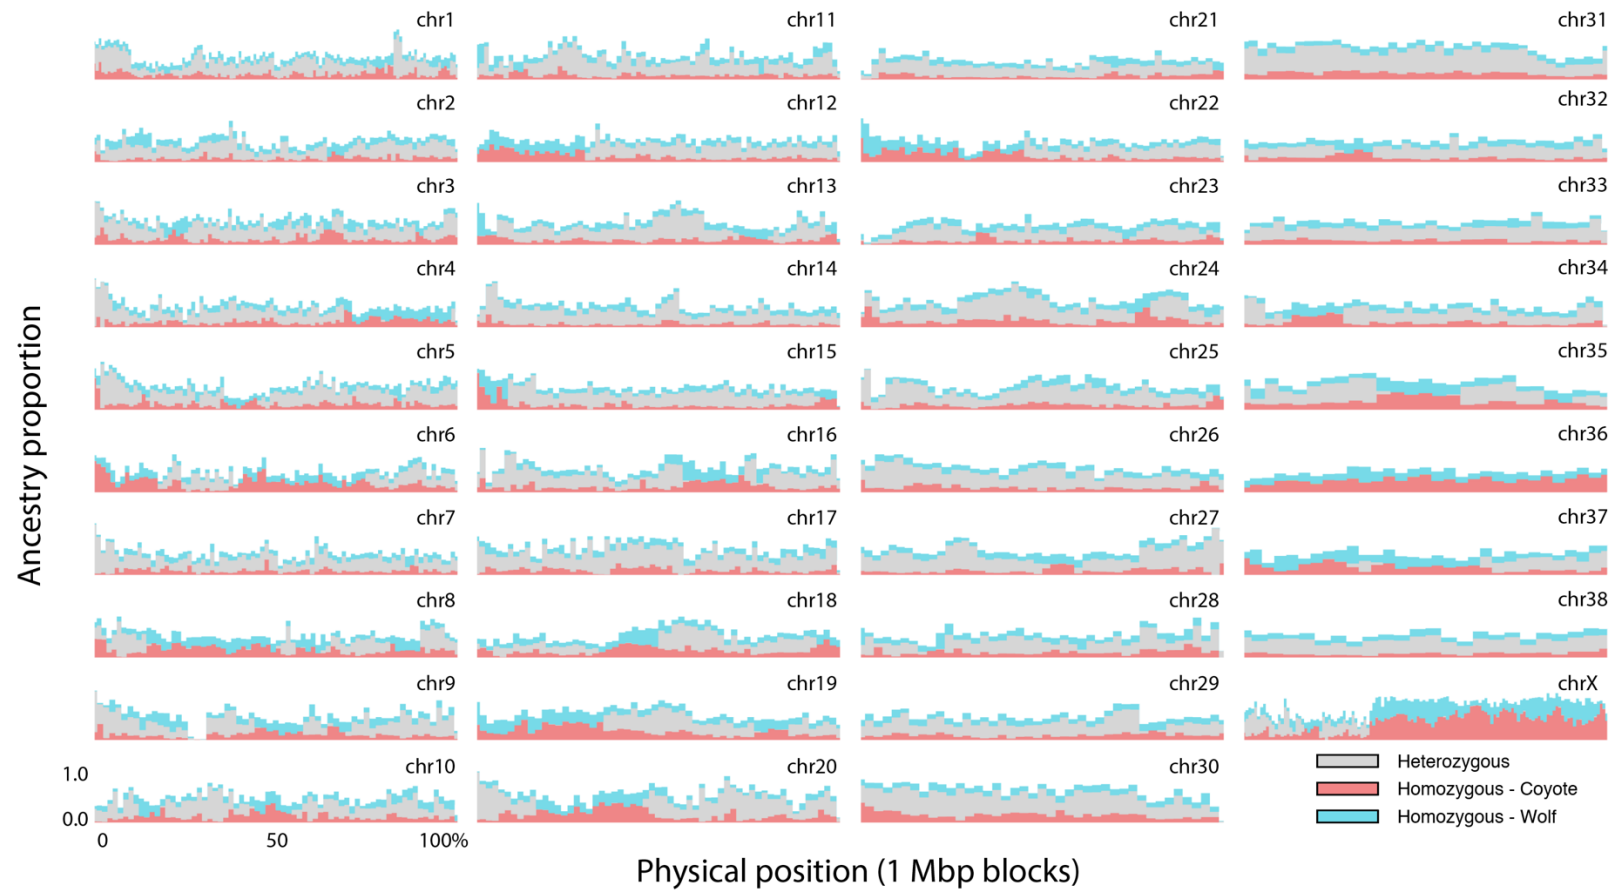 chr1 chr11 chr21 chr31
chr2 chr12 chr22 chr32
chr3 chr13 chr23 chr33
chr4 chr14 chr24 chr34
chr5 chr15 chr25 chr35
chr6 chr16 chr26 chr36
chr7 chr17 chr27 chr37
chr8 chr18 chr28 chr38
chr9 chr19 chr29 chrX
chr10 chr20 chr30
Ancestry proportion
1.0
0.0
0 50 100%
Physical position (1 Mbp blocks)
Heterozygous
Homozygous - Coyote
Homozygous - Wolf